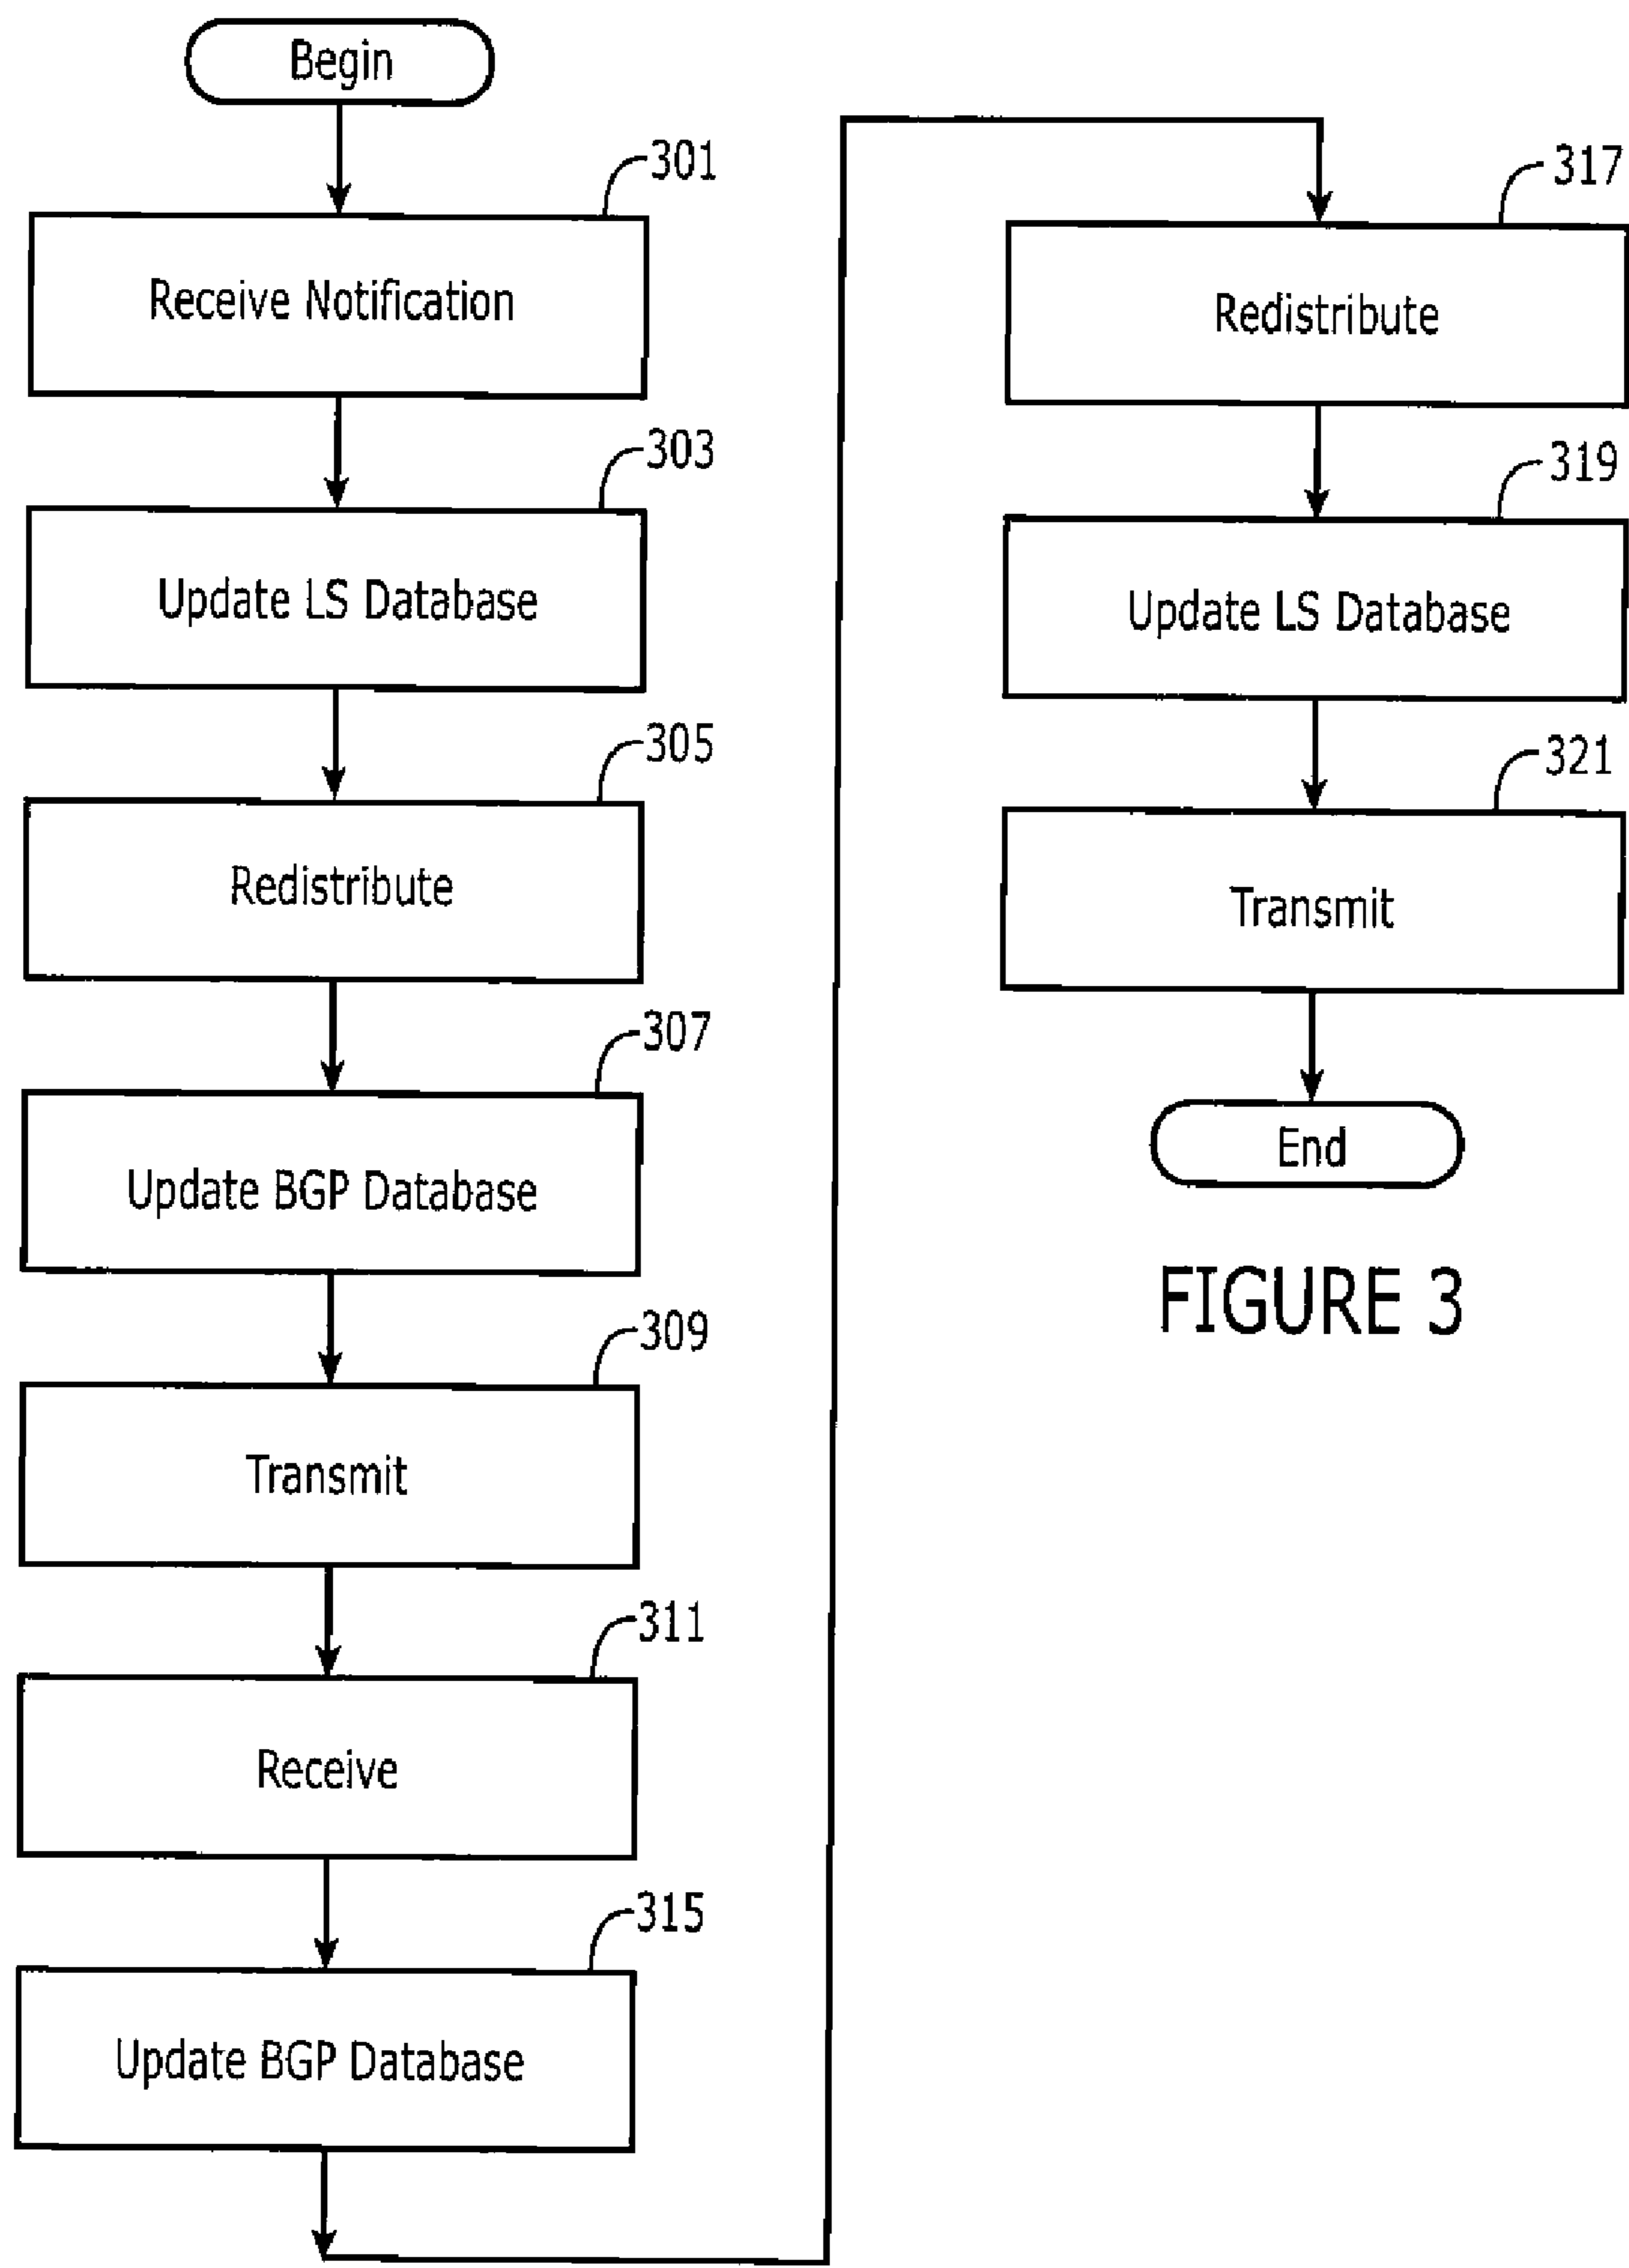 Begin
301
Receive Notification
303
Update LS Database
305
Redistribute
307
Update BGP Database
309
Transmit
311
Receive
315
Update BGP Database
317
Redistribute
319
Update LS Database
321
Transmit
End
FIGURE 3